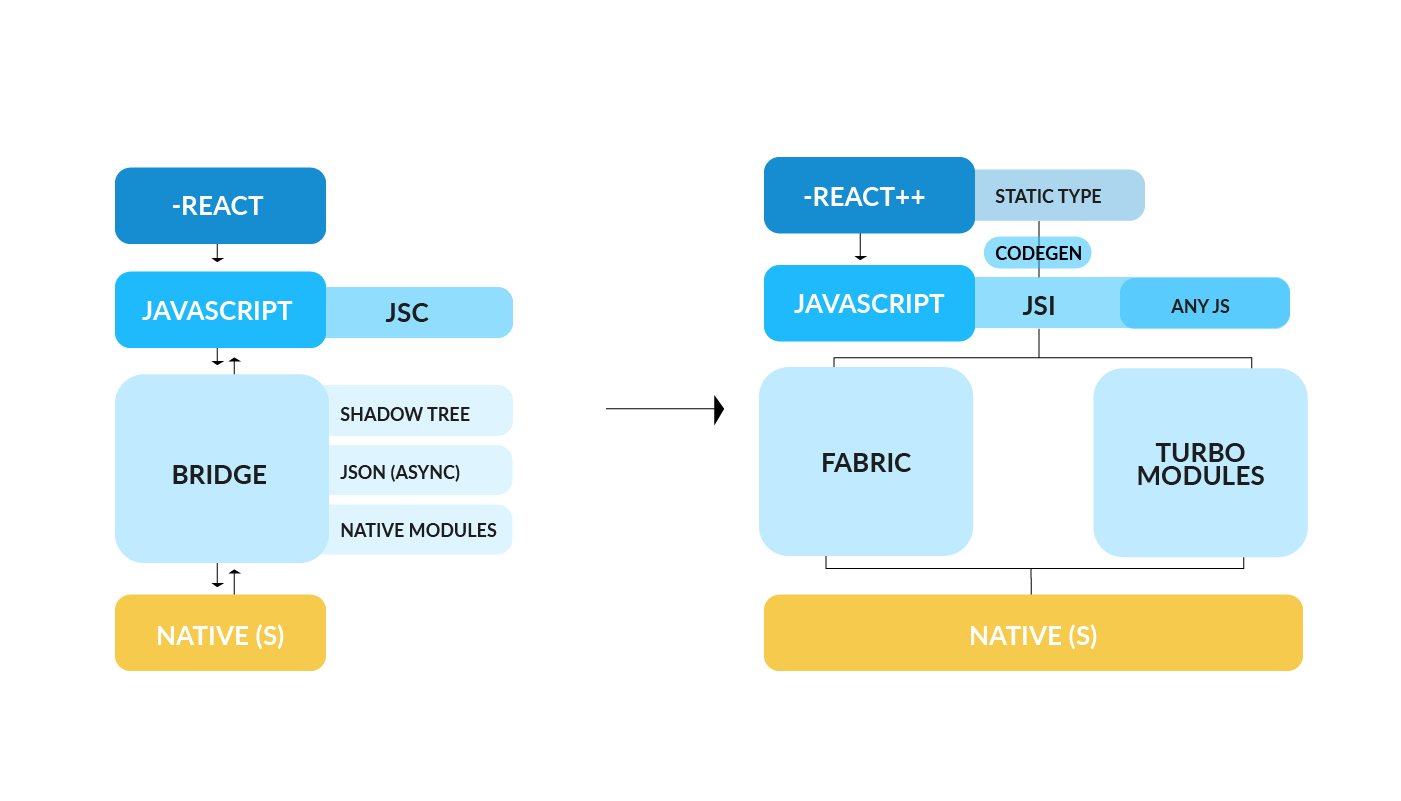 -REACT
JAVASCRIPT
JSC
BRIDGE
SHADOW TREE
JSON (ASYNC)
NATIVE MODULES
NATIVE (S)
-REACT++
STATIC TYPE
CODEGEN
JAVASCRIPT
JSI
ANY JS
FABRIC
TURBO
MODULES
NATIVE (S)